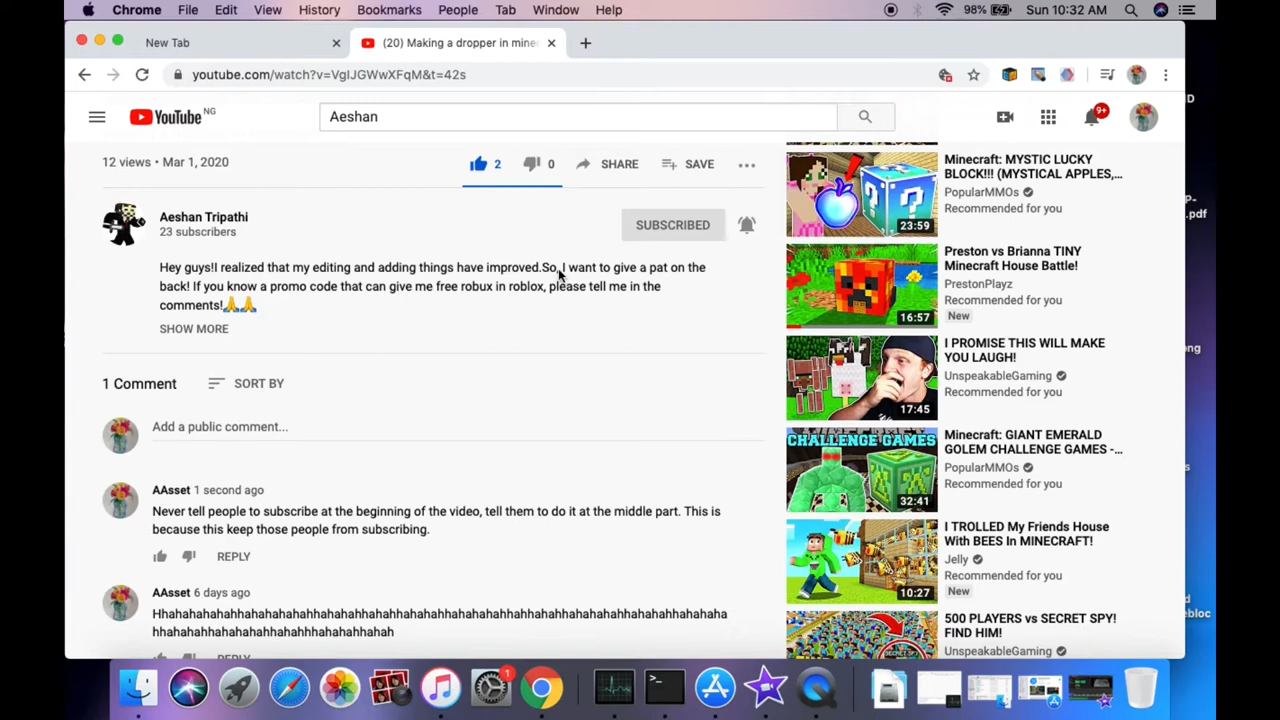 Chrome File Edit View History Bookmarks People Tab Window Help 98% Sun 10:32 AM
New Tab (20) Making a dropper in mine
youtube.com/watch?v=VglJGWwXFqM&t=42s
YouTube NG Aeshan 9+
12 views • Mar 1, 2020 2 0 SHARE SAVE
Aeshan Tripathi
23 subscribers
SUBSCRIBED
Hey guys!I realized that my editing and adding things have improved.So, I want to give a pat on the
back! If you know a promo code that can give me free robux in roblox, please tell me in the
comments!🙏🙏
SHOW MORE
1 Comment SORT BY
Add a public comment...
AAsset 1 second ago
Never tell people to subscribe at the beginning of the video, tell them to do it at the middle part. This is
because this keep those people from subscribing.
REPLY
AAsset 6 days ago
REPLY
Minecraft: MYSTIC LUCKY
BLOCK!!! (MYSTICAL APPLES,...
PopularMMOs
Recommended for you
23:59
Preston vs Brianna TINY
Minecraft House Battle!
PrestonPlayz
New
16:57
I PROMISE THIS WILL MAKE
YOU LAUGH!
UnspeakableGaming
Recommended for you
17:45
Minecraft: GIANT EMERALD
GOLEM CHALLENGE GAMES -...
PopularMMOs
Recommended for you
CHALLENGE GAMES
32:41
I TROLLED My Friends House
With BEES In MINECRAFT!
Jelly
Recommended for you
New
10:27
500 PLAYERS vs SECRET SPY!
FIND HIM!
UnspeakableGaming
.pdf
1